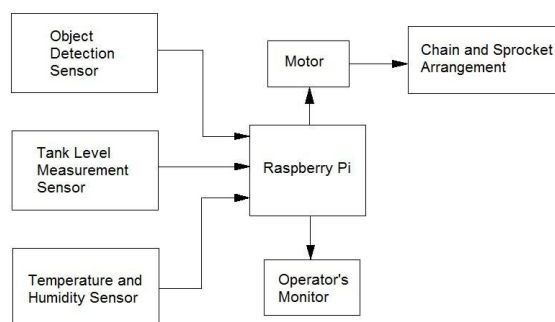 Object
Detection
Sensor
Motor
Chain and Sprocket
Arrangement
Tank Level
Measurement
Sensor
Raspberry Pi
Temperature and
Humidity Sensor
Operator's
Monitor